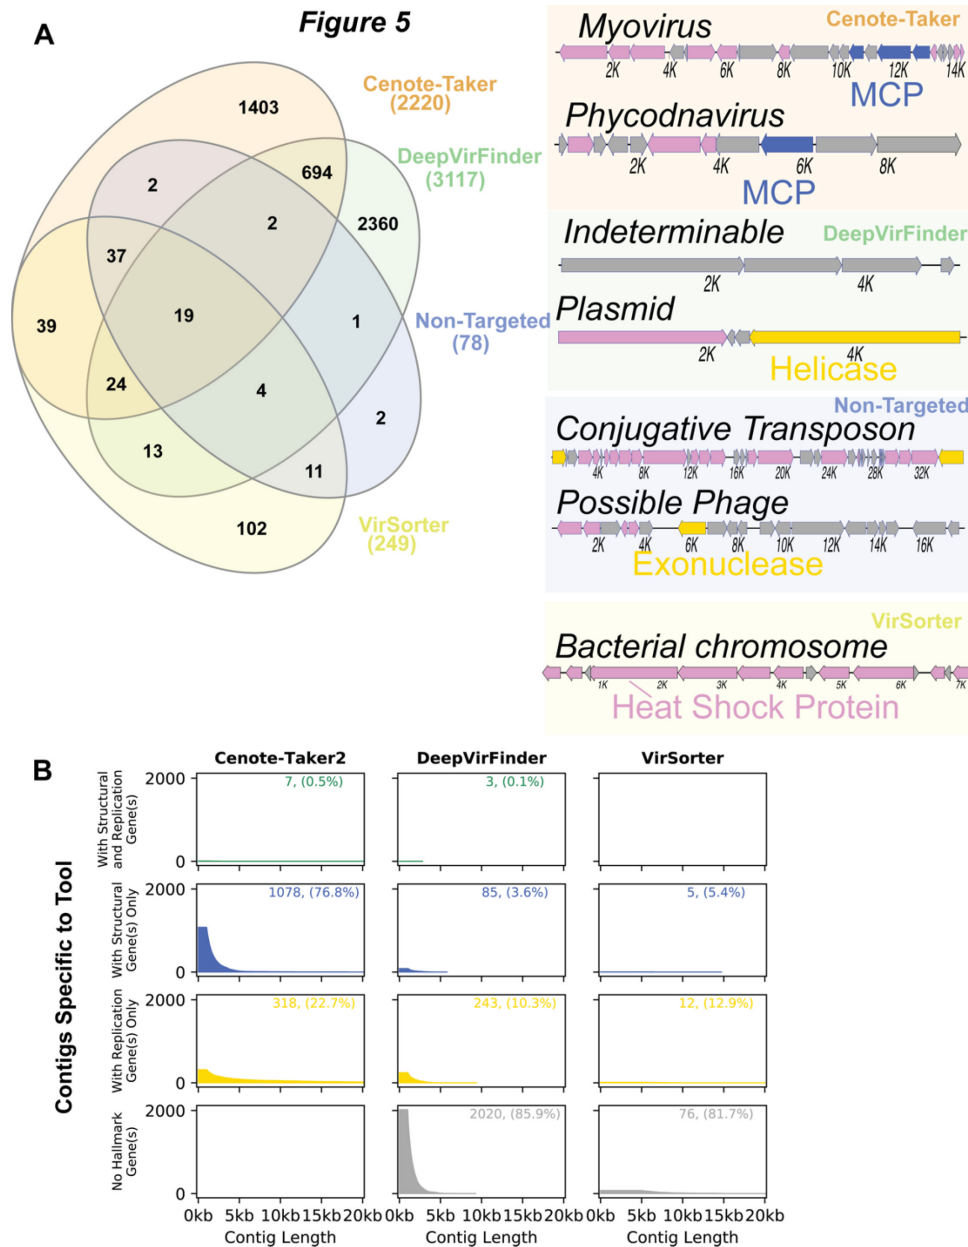 Figure 5
A
Cenote-Taker
(2220)
DeepVirFinder
(3117)
Non-Targeted
(78)
VirSorter
(249)
1403
694
2
2
2360
37
39
19
1
24
4
2
13
11
102
Cenote-Taker
Myovirus
2K 4K 6K 8K 10K 12K 14K
MCP
Phycodnavirus
2K 4K 6K 8K
MCP
DeepVirFinder
Indeterminable
2K 4K
Plasmid
2K 4K
Helicase
Non-Targeted
Conjugative Transposon
4K 8K 12K 16K 20K 24K 28K 32K
Possible Phage
2K 4K 6K 8K 10K 12K 14K 16K
Exonuclease
VirSorter
Bacterial chromosome
1K 2K 3K 4K 5K 6K 7K
Heat Shock Protein
B
Contigs Specific to Tool
Cenote-Taker2 DeepVirFinder VirSorter
With Structural
and Replication
Gene(s)
2000
0
7, (0.5%) 3, (0.1%)
With Structural
Gene(s) Only
2000
0
1078, (76.8%) 85, (3.6%) 5, (5.4%)
With Replication
Gene(s) Only
2000
0
318, (22.7%) 243, (10.3%) 12, (12.9%)
No Hallmark
Gene(s)
2000
0
2020, (85.9%) 76, (81.7%)
0kb 5kb 10kb 15kb 20kb 0kb 5kb 10kb 15kb 20kb 0kb 5kb 10kb 15kb 20kb
Contig Length Contig Length Contig Length